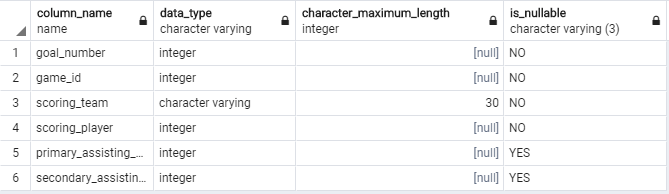 column_name data_type character_maximum_length is_nullable
name character varying integer character varying (3)
1 goal_number integer [null] NO
2 game_id integer [null] NO
3 scoring_team character varying 30 NO
4 scoring_player integer [null] NO
5 primary_assisting_... integer [null] YES
6 secondary_assistin... integer [null] YES